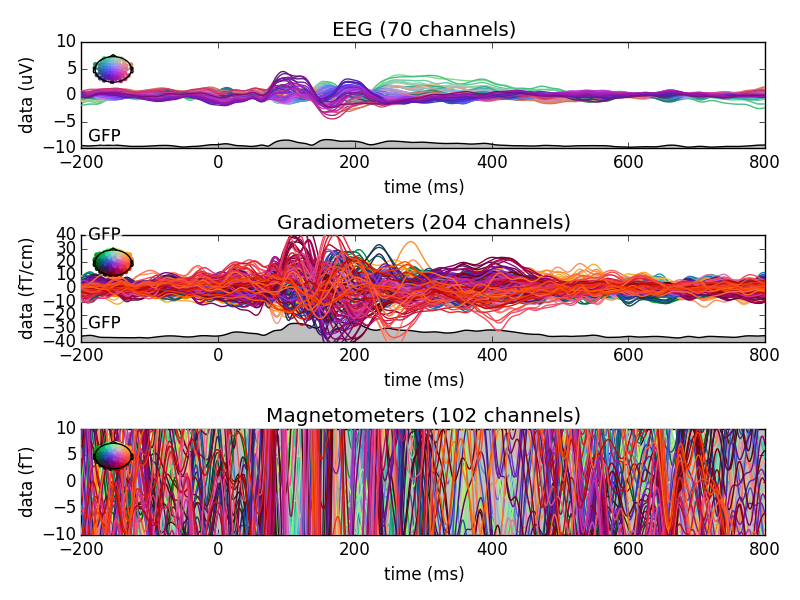 EEG (70 channels)
10
5
0
−5
−10
data (uV)
GFP
−200 0 200 400 600 800
time (ms)
Gradiometers (204 channels)
40
30
20
10
0
−10
−20
−30
−40
data (fT/cm)
GFP
GFP
−200 0 200 400 600 800
time (ms)
Magnetometers (102 channels)
10
5
0
−5
−10
data (fT)
−200 0 200 400 600 800
time (ms)